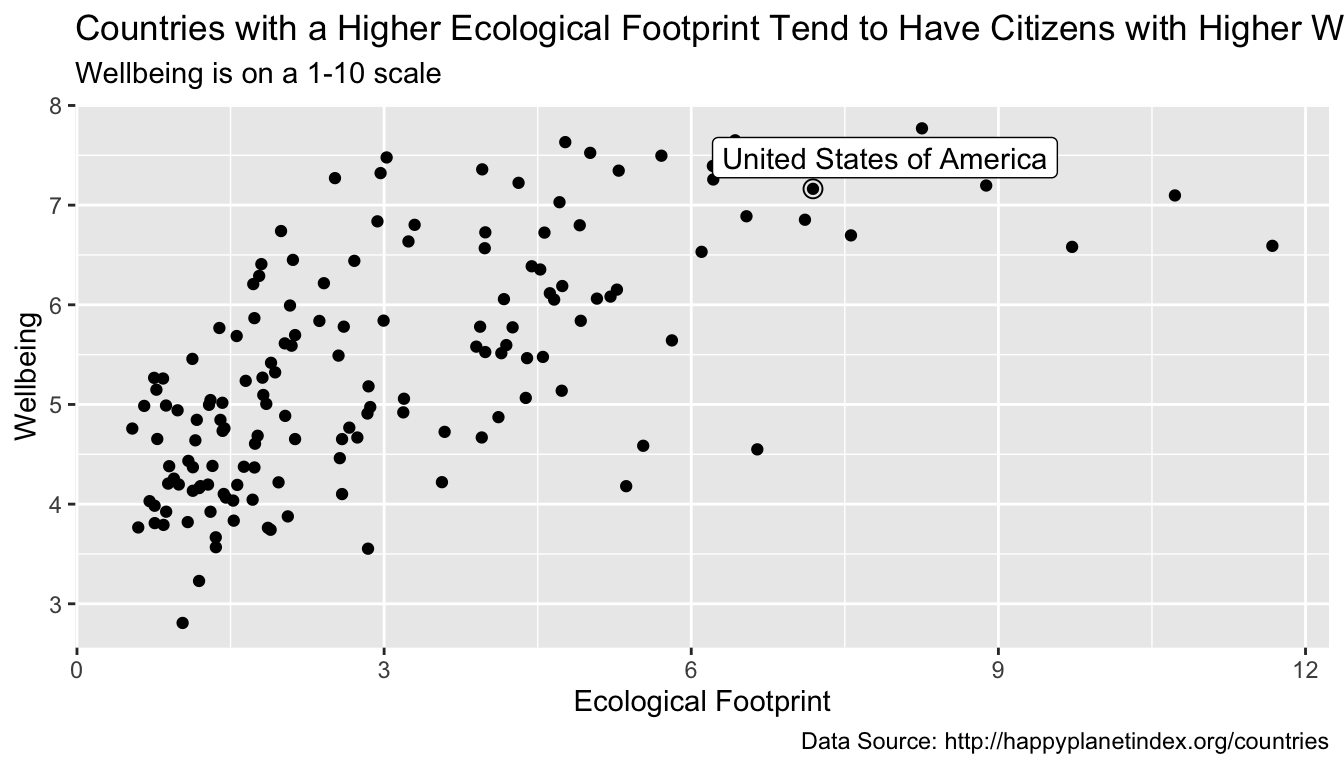 Countries with a Higher Ecological Footprint Tend to Have Citizens with Higher W
Wellbeing is on a 1-10 scale
8
7
6
5
4
3
Wellbeing
United States of America
0 3 6 9 12
Ecological Footprint
Data Source: http://happyplanetindex.org/countries